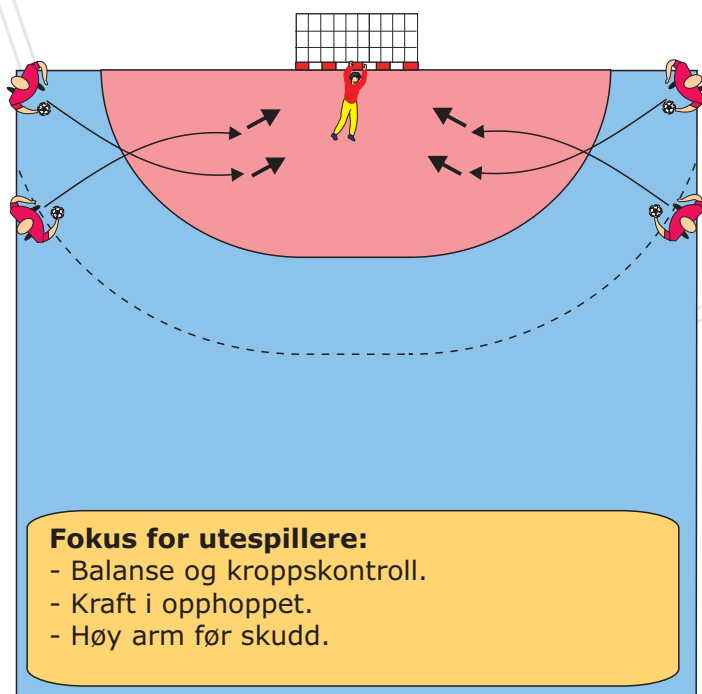 Fokus for utespillere:
- Balanse og kroppskontroll.
- Kraft i opphoppet.
- Høy arm før skudd.